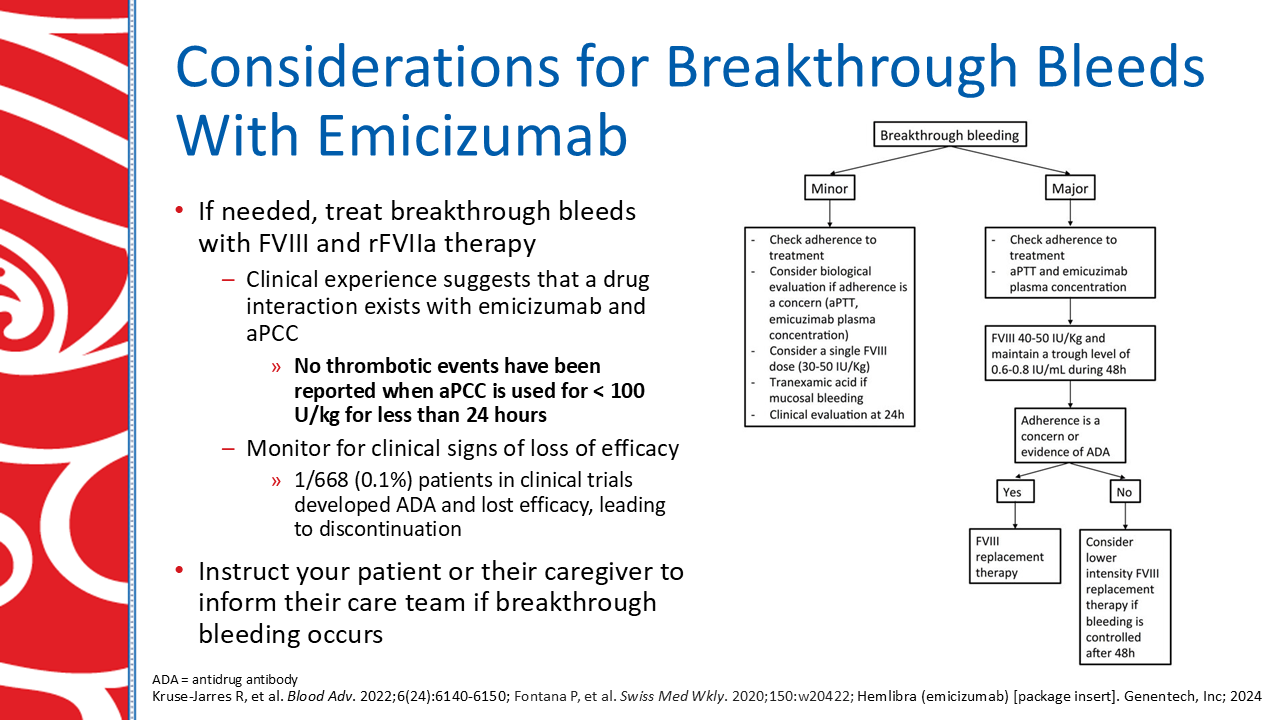 Considerations for Breakthrough Bleeds
With Emicizumab
• If needed, treat breakthrough bleeds
with FVIII and rFVIIa therapy
– Clinical experience suggests that a drug
interaction exists with emicizumab and
aPCC
» No thrombotic events have been
reported when aPCC is used for < 100
U/kg for less than 24 hours
– Monitor for clinical signs of loss of efficacy
» 1/668 (0.1%) patients in clinical trials
developed ADA and lost efficacy, leading
to discontinuation
• Instruct your patient or their caregiver to
inform their care team if breakthrough
bleeding occurs
Breakthrough bleeding
Minor
- Check adherence to
treatment
- Consider biological
evaluation if adherence is
a concern (aPTT,
emicuzimab plasma
concentration)
- Consider a single FVIII
dose (30-50 IU/Kg)
- Tranexamic acid if
mucosal bleeding
- Clinical evaluation at 24h
Major
- Check adherence to
treatment
- aPTT and emicuzimab
plasma concentration
FVIII 40-50 IU/Kg and
maintain a trough level of
0.6-0.8 IU/mL during 48h
Adherence is a
concern or
evidence of ADA
Yes
No
FVIII
replacement
therapy
Consider
lower
intensity FVIII
replacement
therapy if
bleeding is
controlled
after 48h
ADA = antidrug antibody
Kruse-Jarres R, et al. Blood Adv. 2022;6(24):6140-6150; Fontana P, et al. Swiss Med Wkly. 2020;150:w20422; Hemlibra (emicizumab) [package insert]. Genentech, Inc; 2024